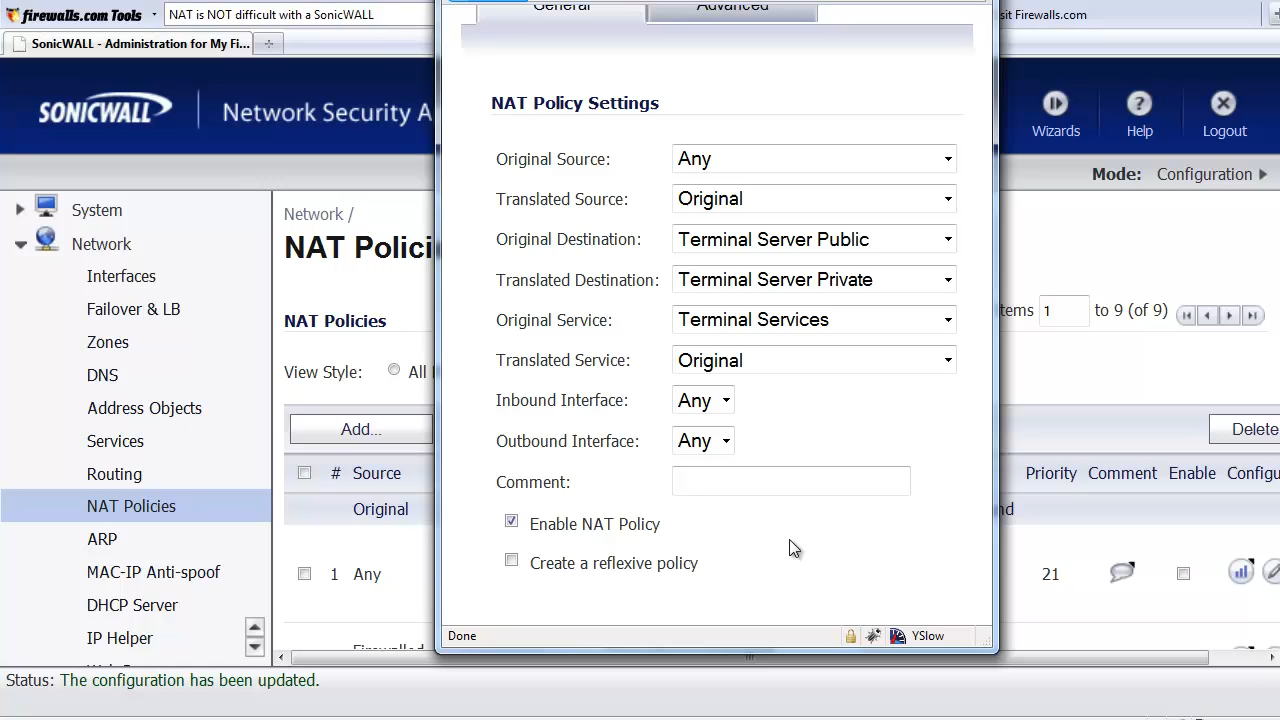 firewalls.com Tools
NAT is NOT difficult with a SonicWALL
sit Firewalls.com
SonicWALL - Administration for My Fi...
General
Advanced
SONICWALL
Network Security A
Wizards
Help
Logout
Mode: Configuration
System
Network
Interfaces
Failover & LB
Zones
DNS
Address Objects
Services
Routing
NAT Policies
ARP
MAC-IP Anti-spoof
DHCP Server
IP Helper
Network /
NAT Polici
NAT Policies
View Style: All
Add...
# Source
Original
1 Any
Firewalled
NAT Policy Settings
Original Source: Any
Translated Source: Original
Original Destination: Terminal Server Public
Translated Destination: Terminal Server Private
Original Service: Terminal Services
Translated Service: Original
Inbound Interface: Any
Outbound Interface: Any
Comment:
Enable NAT Policy
Create a reflexive policy
Done
YSlow
tems 1 to 9 (of 9)
Delete
Priority Comment Enable Configu
nd
21
Status: The configuration has been updated.